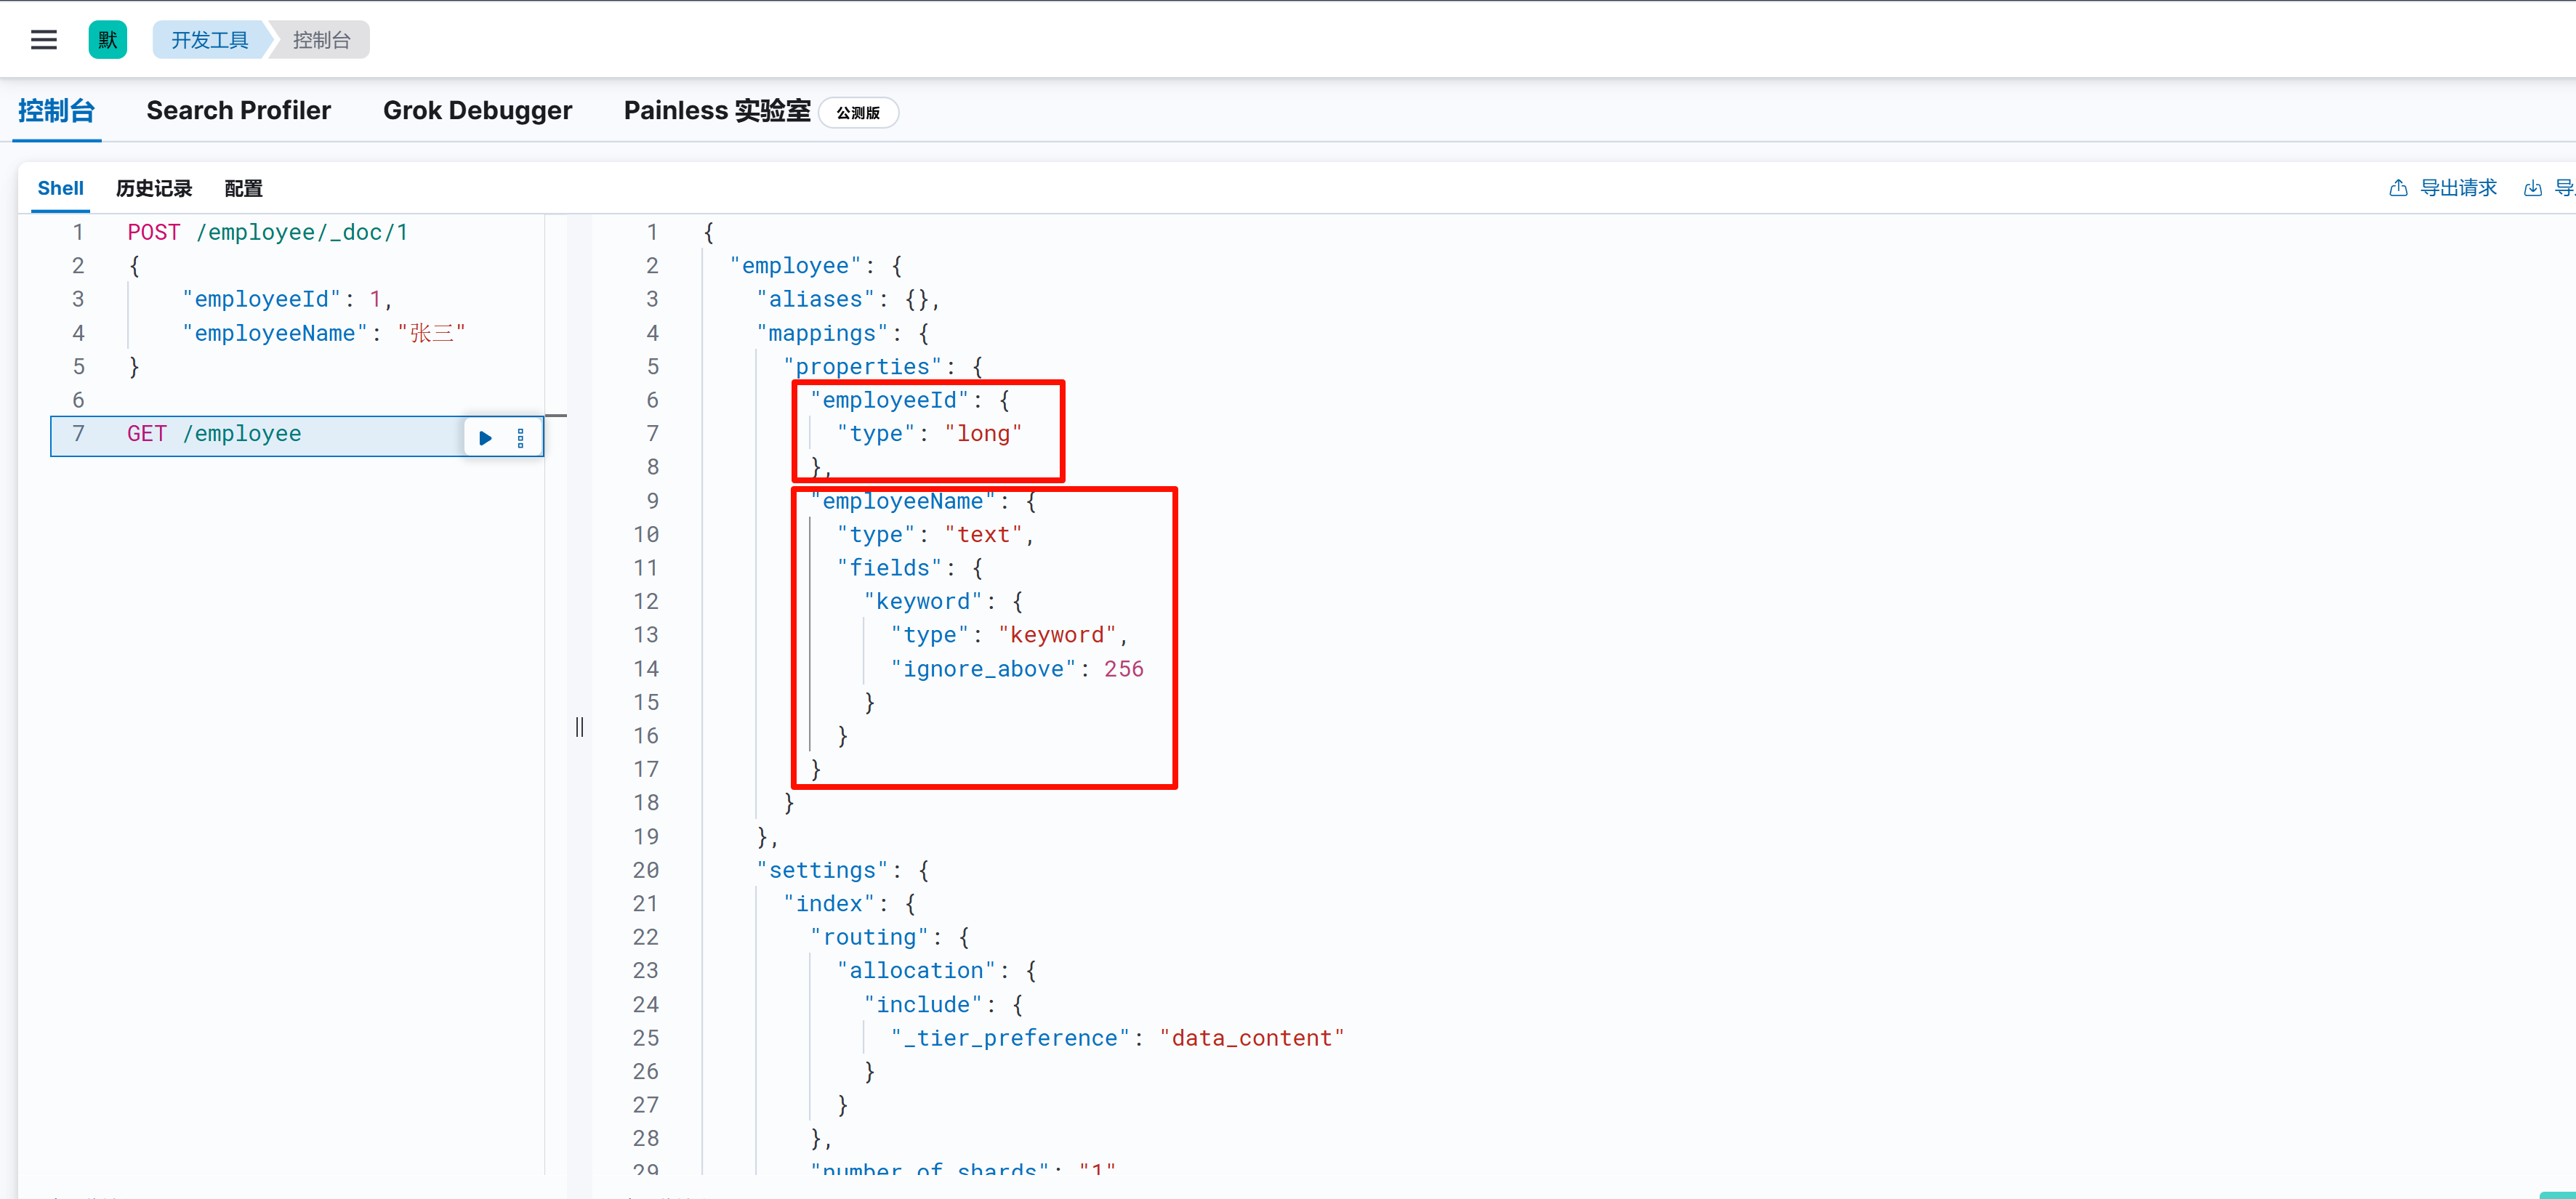 默 开发工具 控制台
控制台 Search Profiler Grok Debugger Painless 实验室 公测版
Shell 历史记录 配置 导出请求
1 POST /employee/_doc/1
2 {
3 "employeeId": 1,
4 "employeeName": "张三"
5 }
6
7 GET /employee
1 {
2 "employee": {
3 "aliases": {},
4 "mappings": {
5 "properties": {
6 "employeeId": {
7 "type": "long"
8 },
9 "employeeName": {
10 "type": "text",
11 "fields": {
12 "keyword": {
13 "type": "keyword",
14 "ignore_above": 256
15 }
16 }
17 }
18 }
19 },
20 "settings": {
21 "index": {
22 "routing": {
23 "allocation": {
24 "include": {
25 "_tier_preference": "data_content"
26 }
27 }
28 },
29 "number_of_shards": "1"